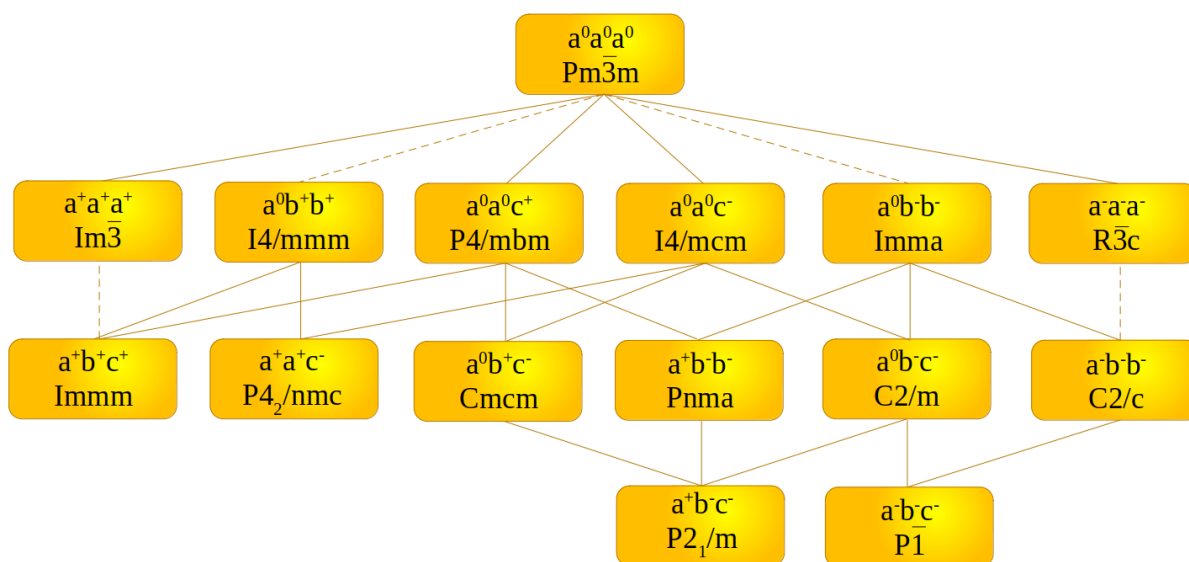 a⁰a⁰a⁰
Pm3̅m
a⁺a⁺a⁺
Im3̅
a⁰b⁺b⁺
I4/mmm
a⁰a⁰c⁺
P4/mbm
a⁰a⁰c⁻
I4/mcm
a⁰b⁻b⁻
Imma
a⁻a⁻a⁻
R3̅c
a⁺b⁺c⁺
Immm
a⁺a⁺c⁻
P4₂/nmc
a⁰b⁺c⁻
Cmcm
a⁺b⁻b⁻
Pnma
a⁰b⁻c⁻
C2/m
a⁻b⁻b⁻
C2/c
a⁺b⁻c⁻
P2₁/m
a⁻b⁻c⁻
P1̅